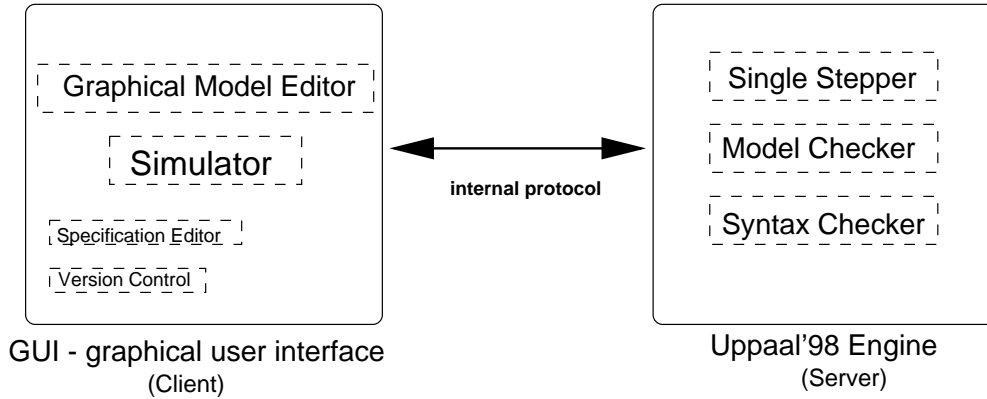 Graphical Model Editor
Simulator
Specification Editor
Version Control
GUI - graphical user interface
(Client)
internal protocol
Single Stepper
Model Checker
Syntax Checker
Uppaal'98 Engine
(Server)